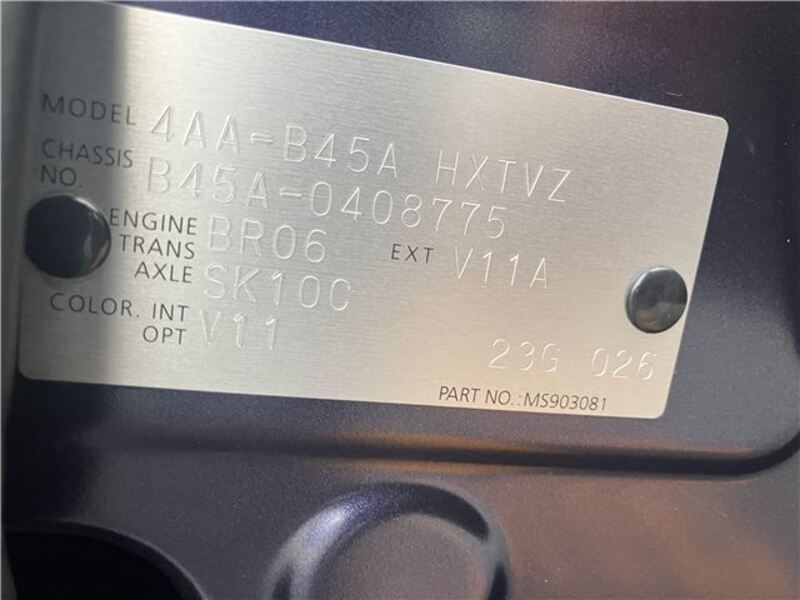 MODEL 4AA-B45A HXTVZ
CHASSIS NO. B45A-0408775
ENGINE BR06 EXT V11A
TRANS AXLE SK10C
COLOR. INT OPT V11
23G 026
PART NO.:MS903081